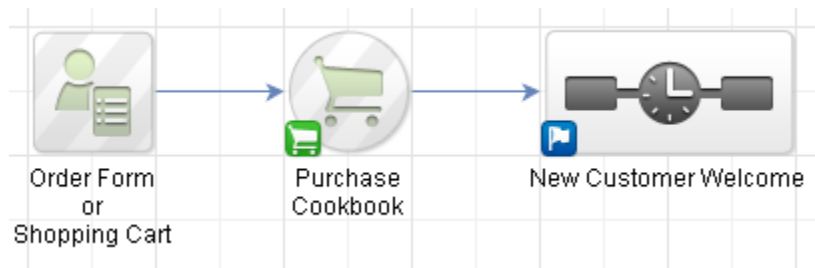 Order Form
or
Shopping Cart
Purchase
Cookbook
New Customer Welcome